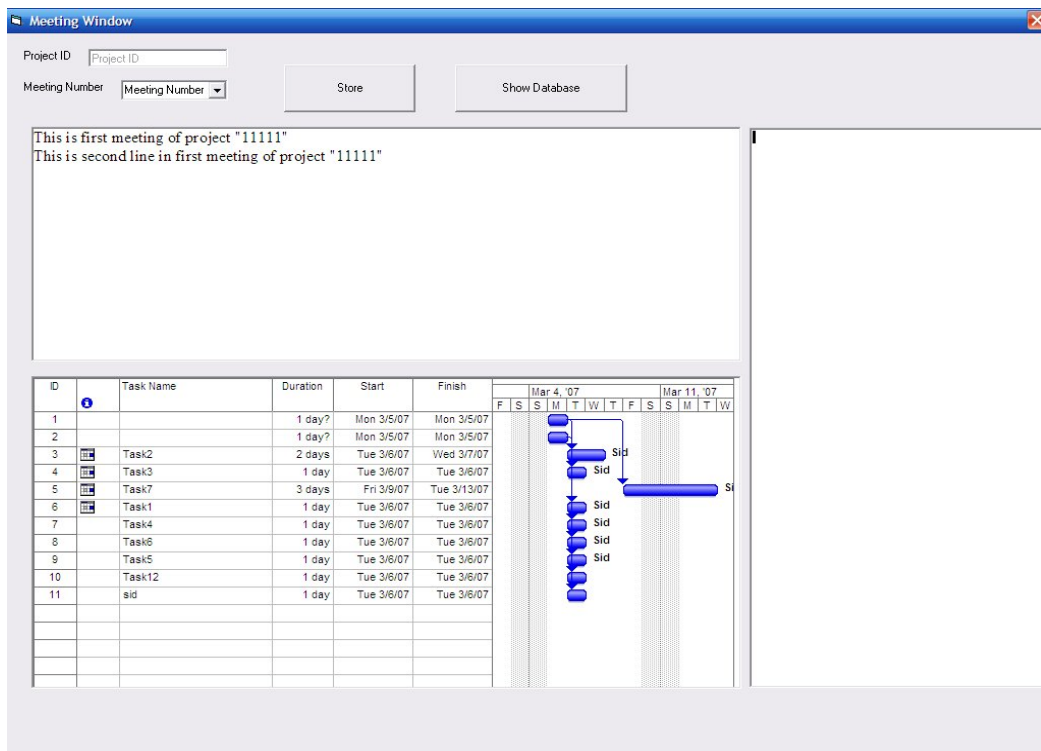 Meeting Window
Project ID Project ID
Meeting Number Meeting Number
Store Show Database
This is first meeting of project "11111"
This is second line in first meeting of project "11111"
ID Task Name Duration Start Finish Mar 4, '07 Mar 11, '07
F S S M T W T F S S M T W
1 1 day? Mon 3/5/07 Mon 3/5/07
2 1 day? Mon 3/5/07 Mon 3/5/07
3 Task2 2 days Tue 3/6/07 Wed 3/7/07 Sid
4 Task3 1 day Tue 3/6/07 Tue 3/6/07 Sid
5 Task7 3 days Fri 3/9/07 Tue 3/13/07 Si
6 Task1 1 day Tue 3/6/07 Tue 3/6/07 Sid
7 Task4 1 day Tue 3/6/07 Tue 3/6/07 Sid
8 Task6 1 day Tue 3/6/07 Tue 3/6/07 Sid
9 Task5 1 day Tue 3/6/07 Tue 3/6/07 Sid
10 Task12 1 day Tue 3/6/07 Tue 3/6/07
11 sid 1 day Tue 3/6/07 Tue 3/6/07